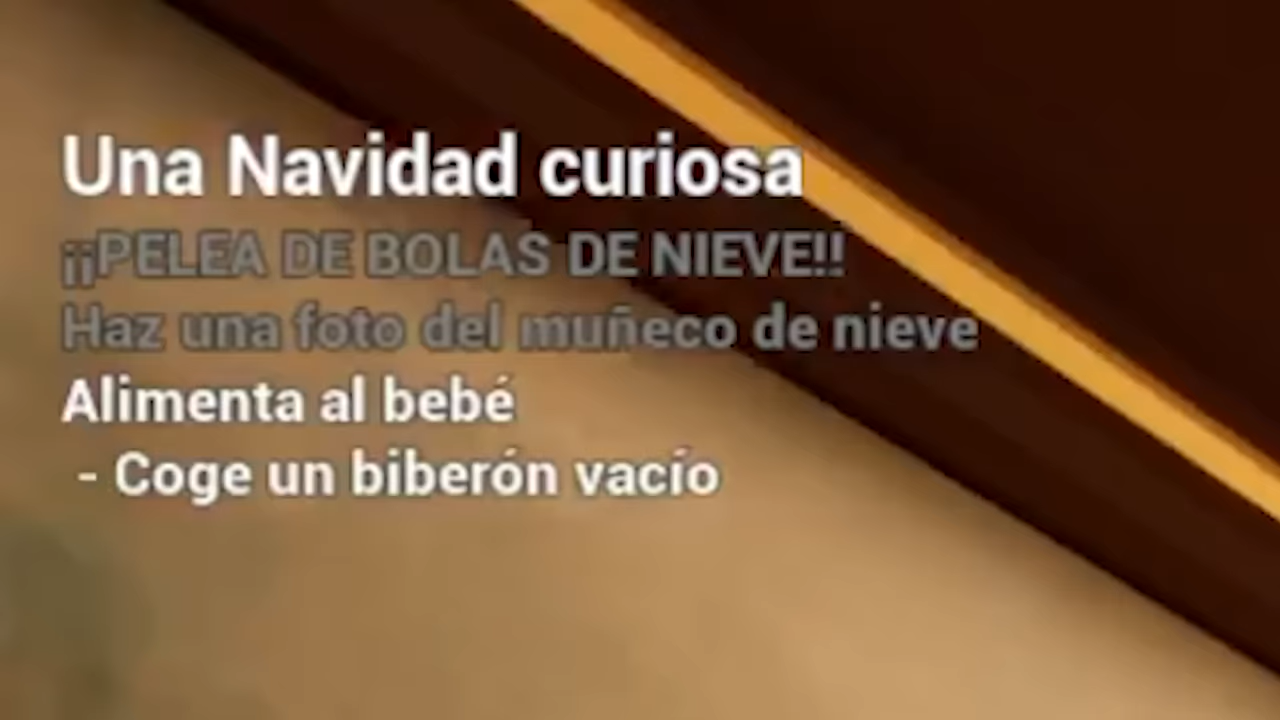 Una Navidad curiosa
¡¡PELEA DE BOLAS DE NIEVE!!
Haz una foto del muñeco de nieve
Alimenta al bebé
- Coge un biberón vacío